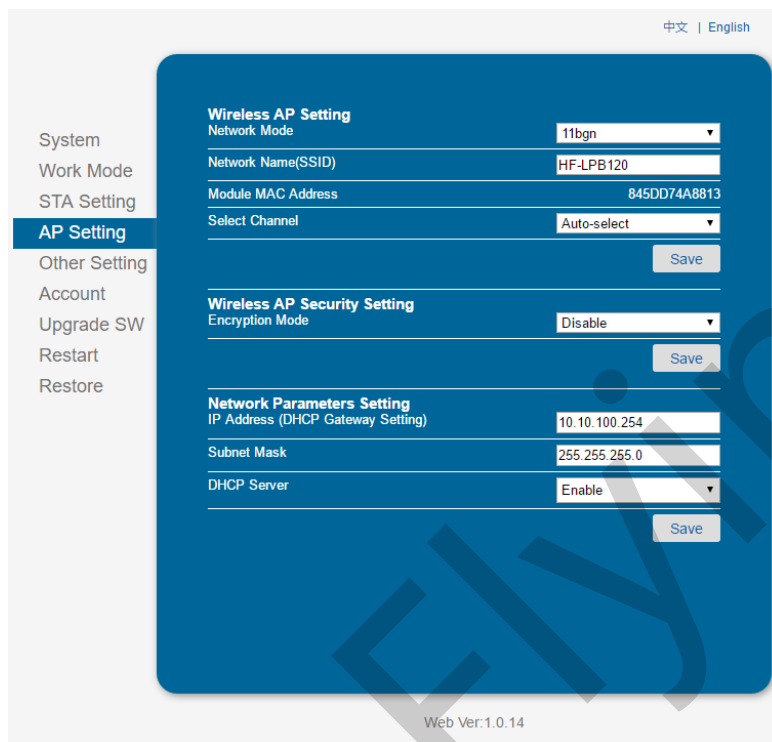 中文 | English
System
Work Mode
STA Setting
AP Setting
Other Setting
Account
Upgrade SW
Restart
Restore
Wireless AP Setting
Network Mode 11bgn
Network Name(SSID) HF-LPB120
Module MAC Address 845DD74A8813
Select Channel Auto-select
Save
Wireless AP Security Setting
Encryption Mode Disable
Save
Network Parameters Setting
IP Address (DHCP Gateway Setting) 10.10.100.254
Subnet Mask 255.255.255.0
DHCP Server Enable
Save
Web Ver:1.0.14